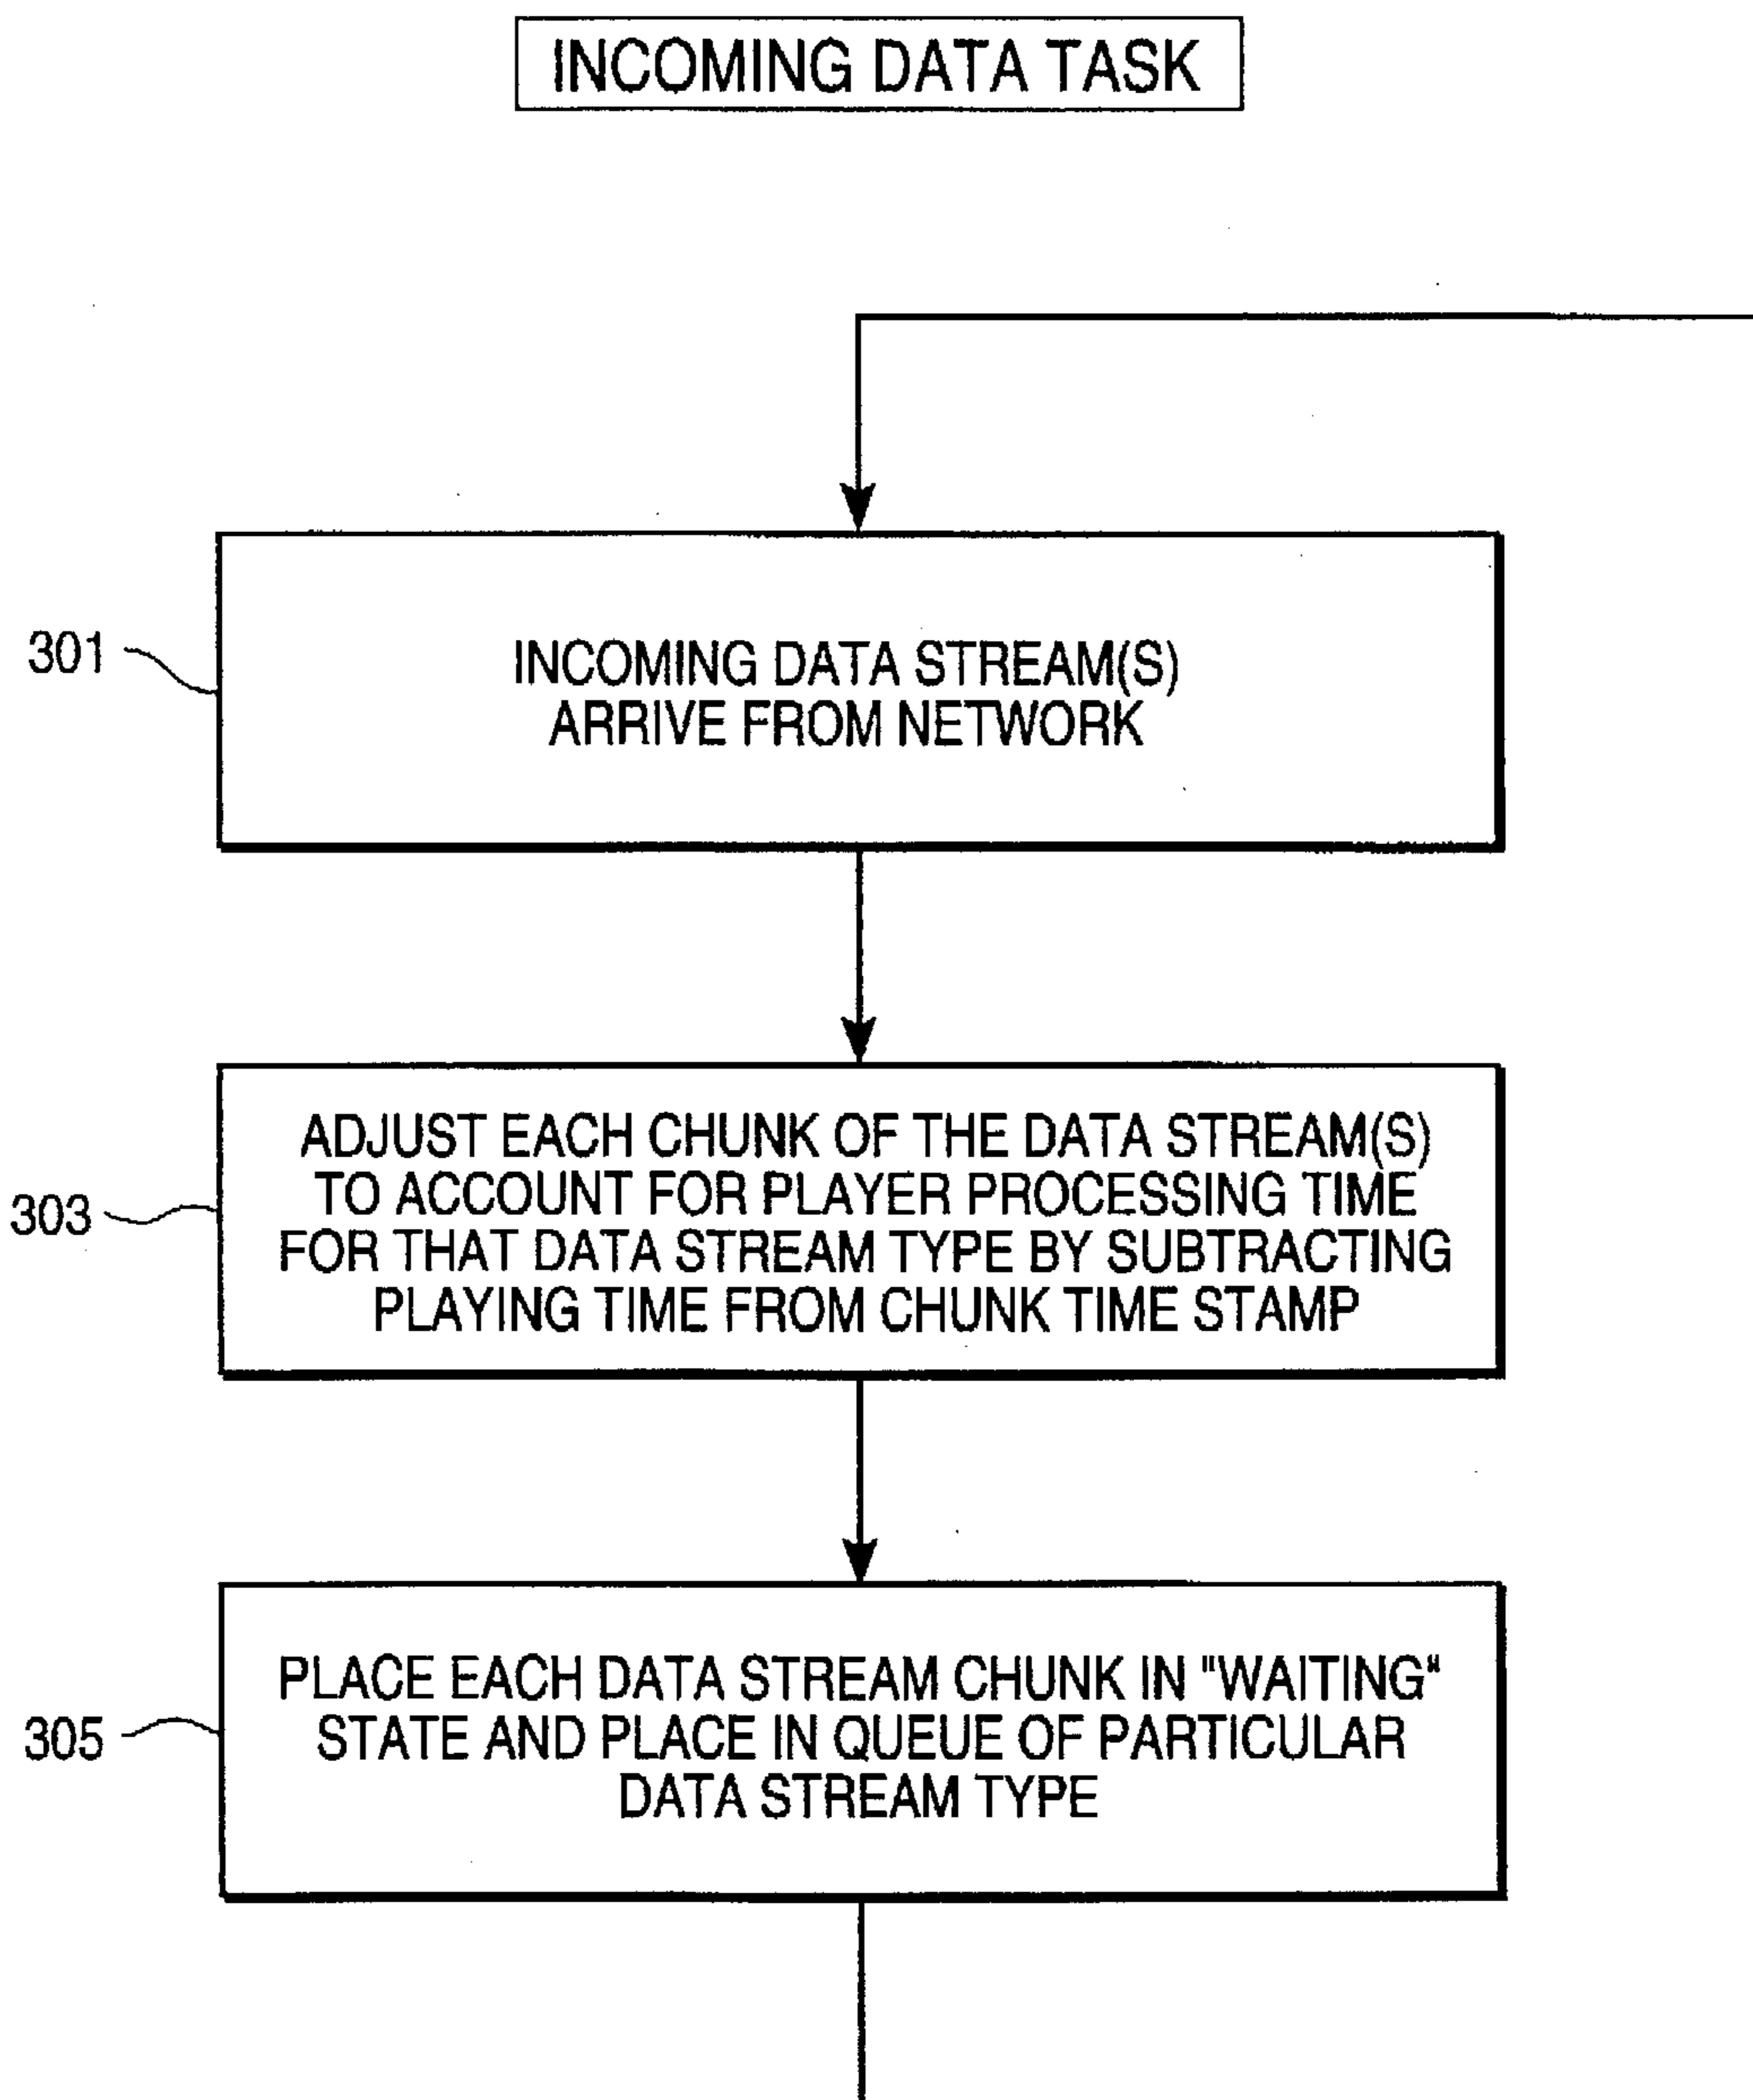 INCOMING DATA TASK
301
INCOMING DATA STREAM(S)
ARRIVE FROM NETWORK
303
ADJUST EACH CHUNK OF THE DATA STREAM(S)
TO ACCOUNT FOR PLAYER PROCESSING TIME
FOR THAT DATA STREAM TYPE BY SUBTRACTING
PLAYING TIME FROM CHUNK TIME STAMP
305
PLACE EACH DATA STREAM CHUNK IN "WAITING"
STATE AND PLACE IN QUEUE OF PARTICULAR
DATA STREAM TYPE